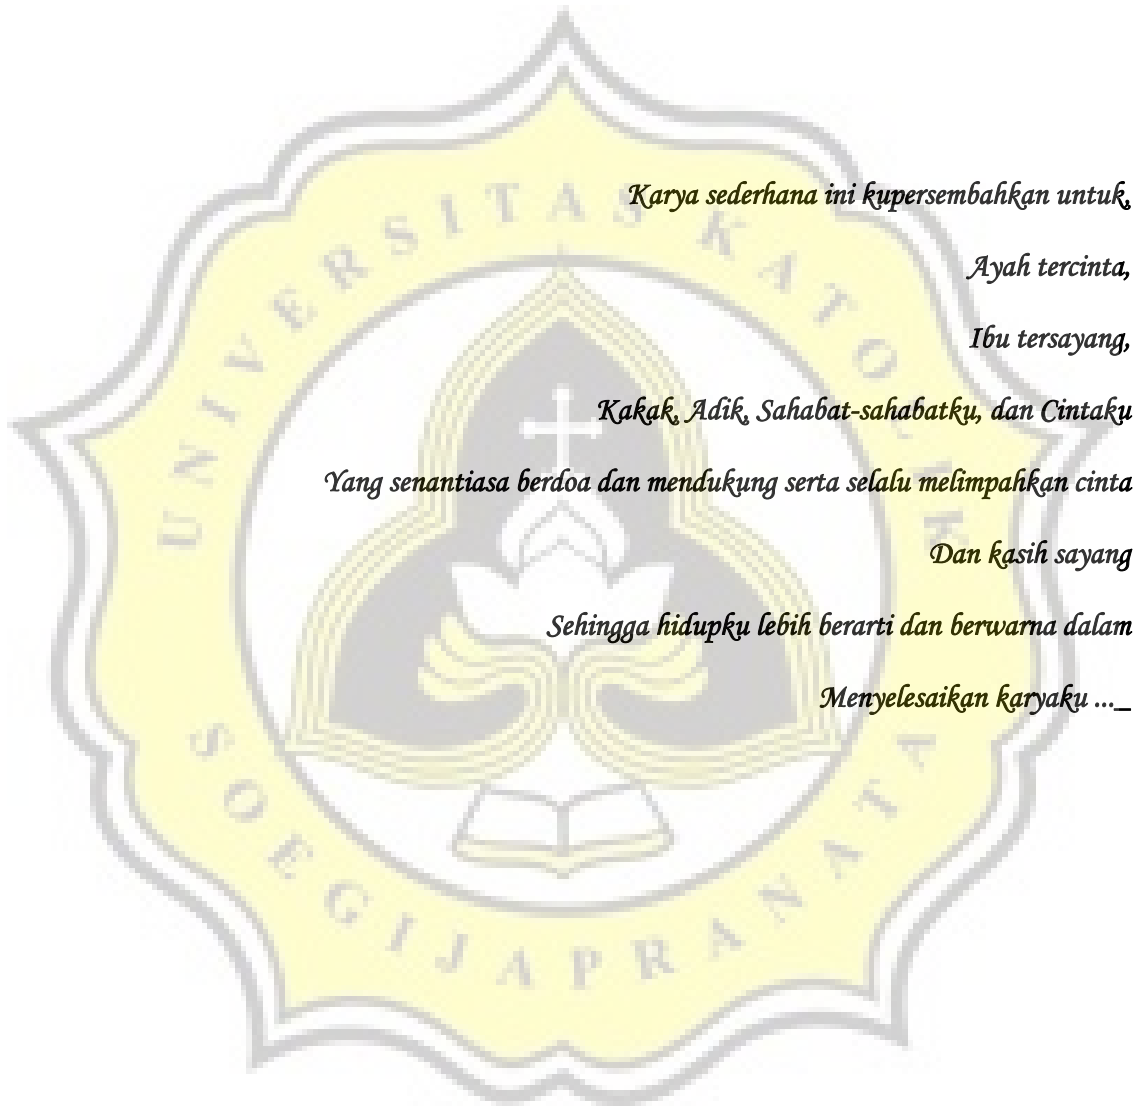 UNIVERSITAS KATOLIK
Karya sederhana ini kupersembahkan untuk,
Ayah tercinta,
Ibu tersayang,
Kakak, Adik, Sahabat-sahabatku, dan Cintaku
Yang senantiasa berdoa dan mendukung serta selalu melimpahkan cinta
Dan kasih sayang
Sehingga hidupku lebih berarti dan berwarna dalam
Menyelesaikan karyaku ..._
SOEGIJAPRANATA